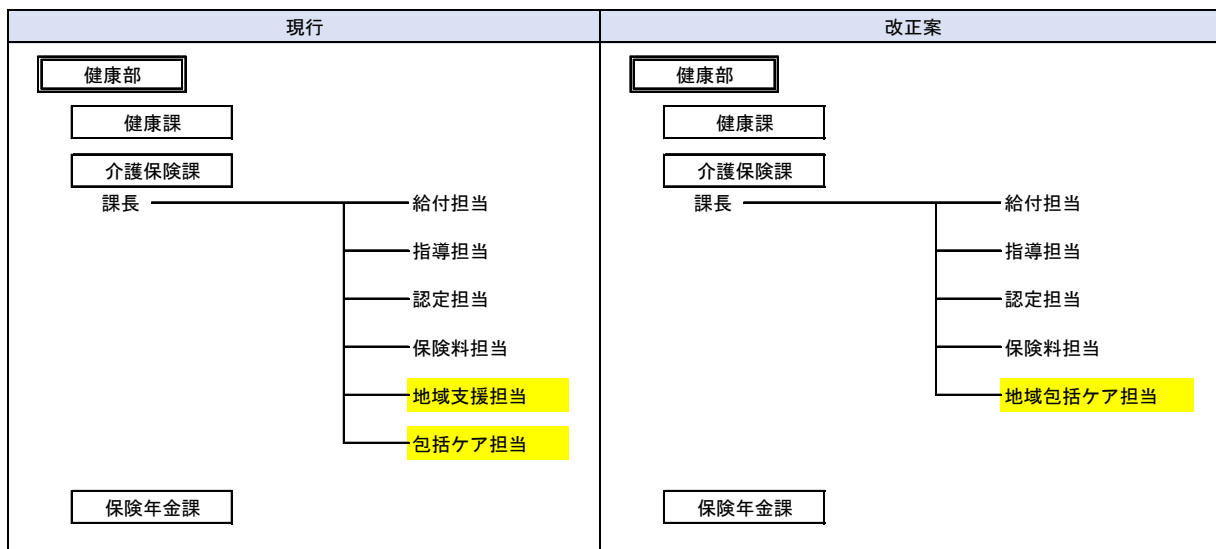 現行
健康部
健康課
介護保険課
課長
給付担当
指導担当
認定担当
保険料担当
地域支援担当
包括ケア担当
保険年金課
改正案
健康部
健康課
介護保険課
課長
給付担当
指導担当
認定担当
保険料担当
地域包括ケア担当
保険年金課